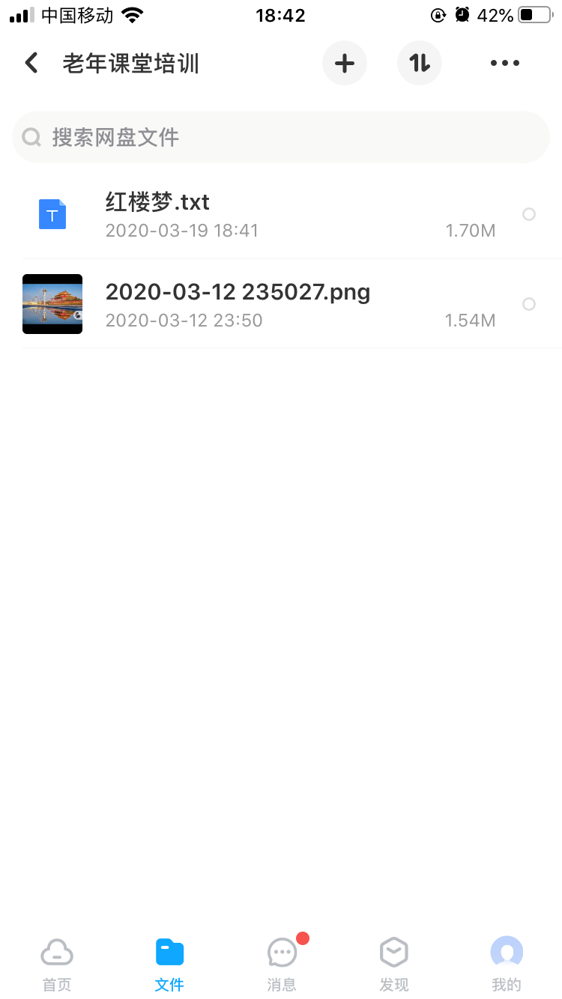 中国移动 18:42 42%
老年课堂培训
搜索网盘文件
T
红楼梦.txt
2020-03-19 18:41 1.70M
2020-03-12 235027.png
2020-03-12 23:50 1.54M
首页 文件 消息 发现 我的